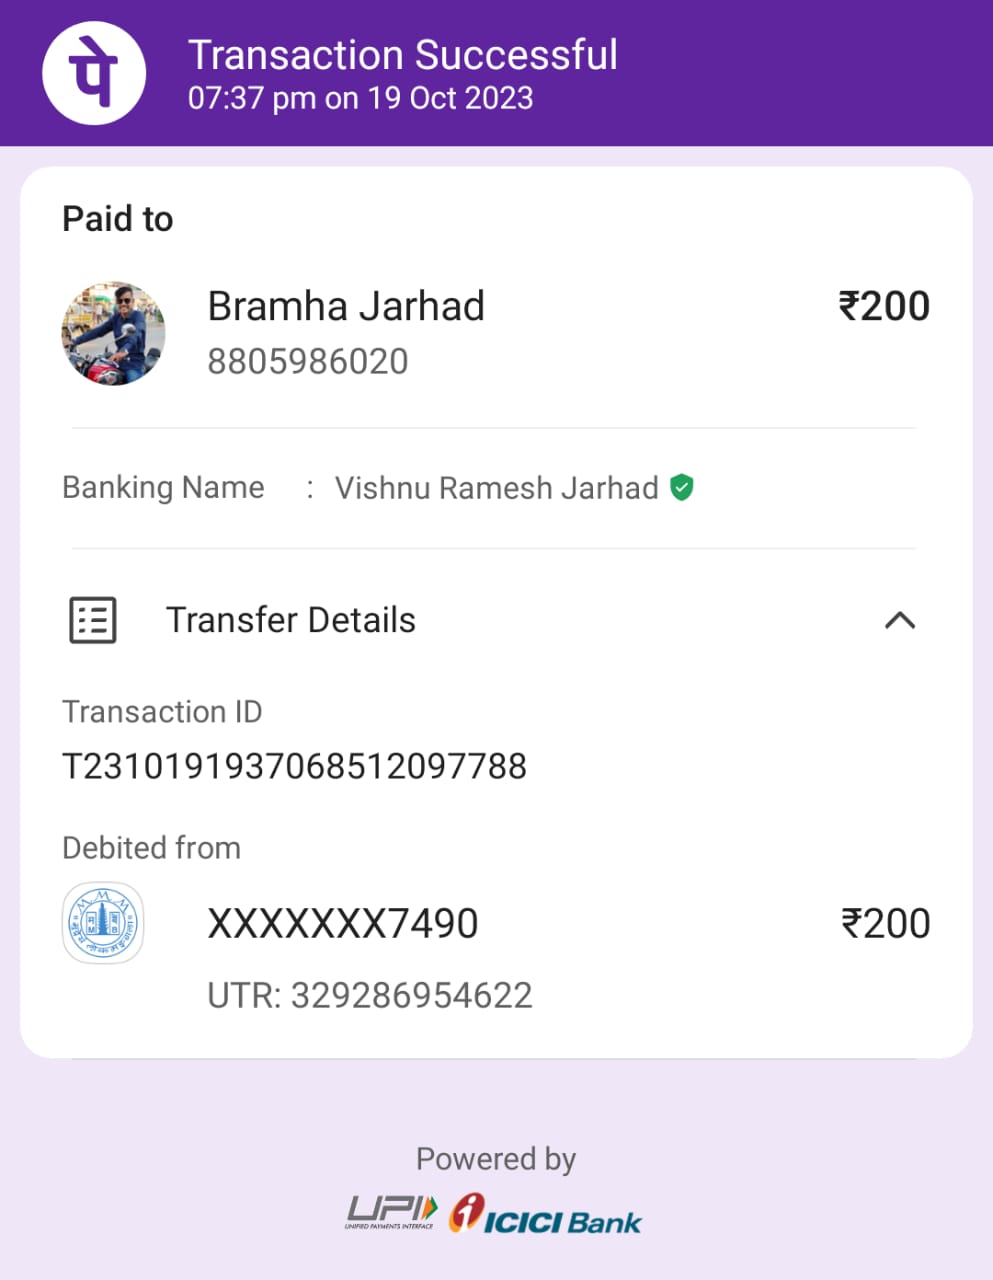 पे
Transaction Successful
07:37 pm on 19 Oct 2023
Paid to
Bramha Jarhad
₹200
8805986020
Banking Name : Vishnu Ramesh Jarhad
Transfer Details
Transaction ID
T2310191937068512097788
Debited from
XXXXXXX7490
₹200
UTR: 329286954622
Powered by
UPI
UNIFIED PAYMENTS INTERFACE
ICICI Bank